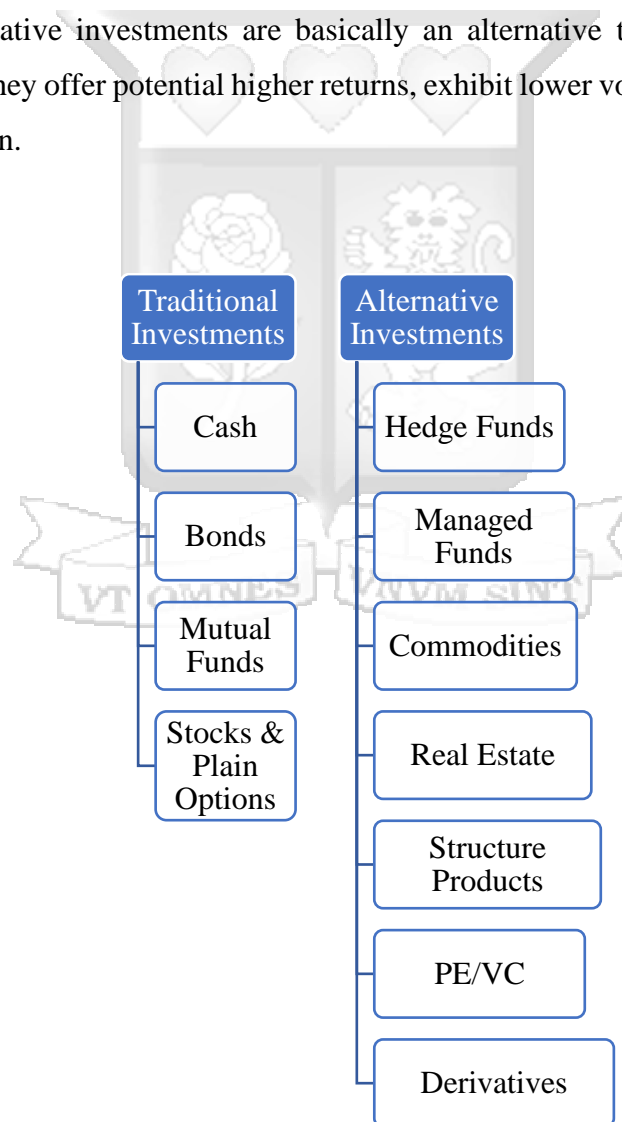 ative investments are basically an alternative t
ney offer potential higher returns, exhibit lower vo
n.
Traditional
Investments
Cash
Bonds
Mutual
Funds
Stocks &
Plain
Options
Alternative
Investments
Hedge Funds
Managed
Funds
Commodities
Real Estate
Structure
Products
PE/VC
Derivatives
VT OMNES VNVM SINT